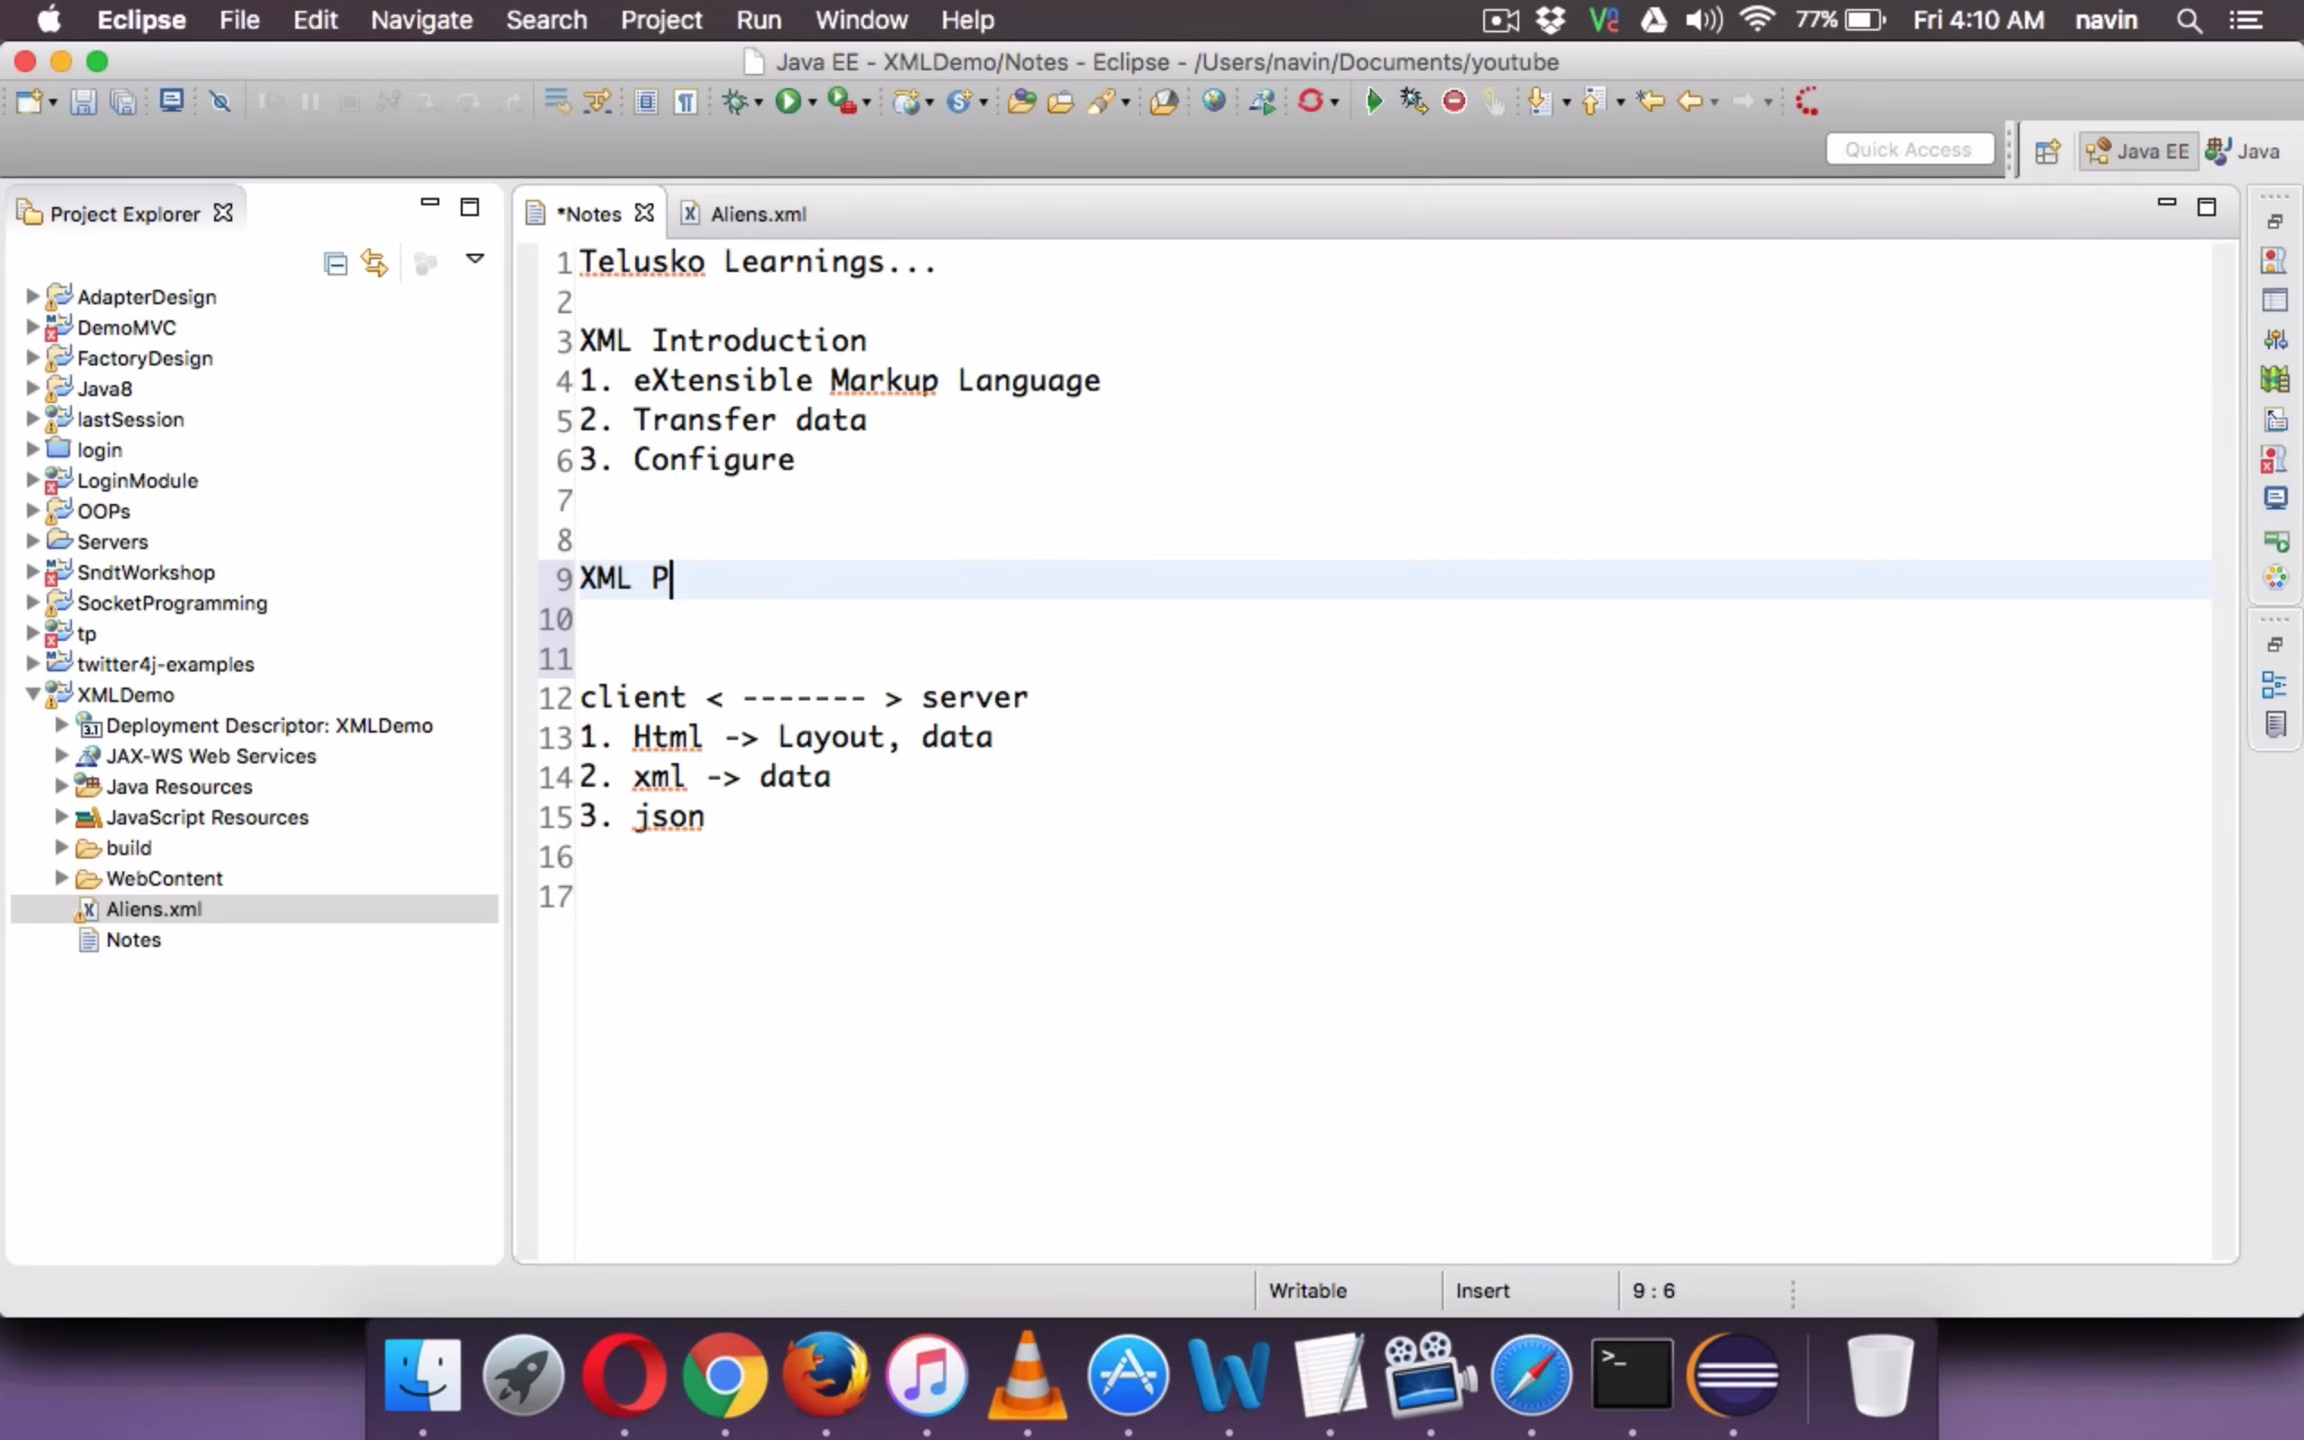 Eclipse File Edit Navigate Search Project Run Window Help 77% Fri 4:10 AM navin
Java EE - XMLDemo/Notes - Eclipse - /Users/navin/Documents/youtube
Quick Access Java EE Java
Project Explorer
AdapterDesign
DemoMVC
FactoryDesign
Java8
lastSession
login
LoginModule
OOPs
Servers
SndtWorkshop
SocketProgramming
tp
twitter4j-examples
XMLDemo
Deployment Descriptor: XMLDemo
JAX-WS Web Services
Java Resources
JavaScript Resources
build
WebContent
Aliens.xml
Notes
*Notes Aliens.xml
1 Telusko Learnings...
2
3 XML Introduction
4 1. eXtensible Markup Language
5 2. Transfer data
6 3. Configure
7
8
9 XML P
10
11
12 client < ------- > server
13 1. Html -> Layout, data
14 2. xml -> data
15 3. json
16
17
Writable Insert 9 : 6